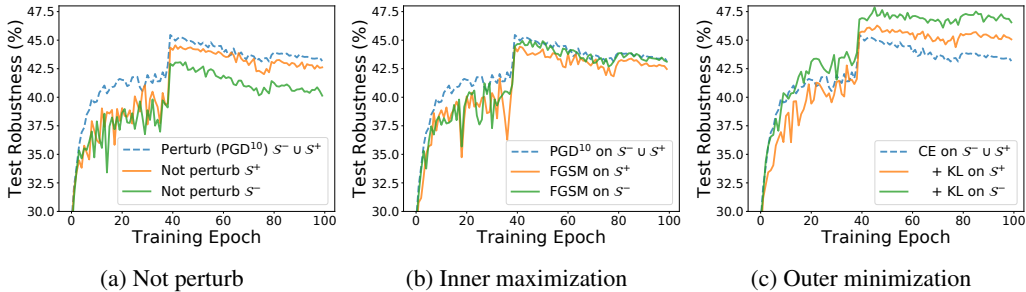 Test Robustness (%)
47.5
45.0
42.5
40.0
37.5
35.0
32.5
30.0
Perturb (PGD¹⁰) 𝒮⁻ ∪ 𝒮⁺
Not perturb 𝒮⁺
Not perturb 𝒮⁻
0 20 40 60 80 100
Training Epoch
(a) Not perturb
Test Robustness (%)
47.5
45.0
42.5
40.0
37.5
35.0
32.5
30.0
PGD¹⁰ on 𝒮⁻ ∪ 𝒮⁺
FGSM on 𝒮⁺
FGSM on 𝒮⁻
0 20 40 60 80 100
Training Epoch
(b) Inner maximization
Test Robustness (%)
47.5
45.0
42.5
40.0
37.5
35.0
32.5
30.0
CE on 𝒮⁻ ∪ 𝒮⁺
+ KL on 𝒮⁺
+ KL on 𝒮⁻
0 20 40 60 80 100
Training Epoch
(c) Outer minimization